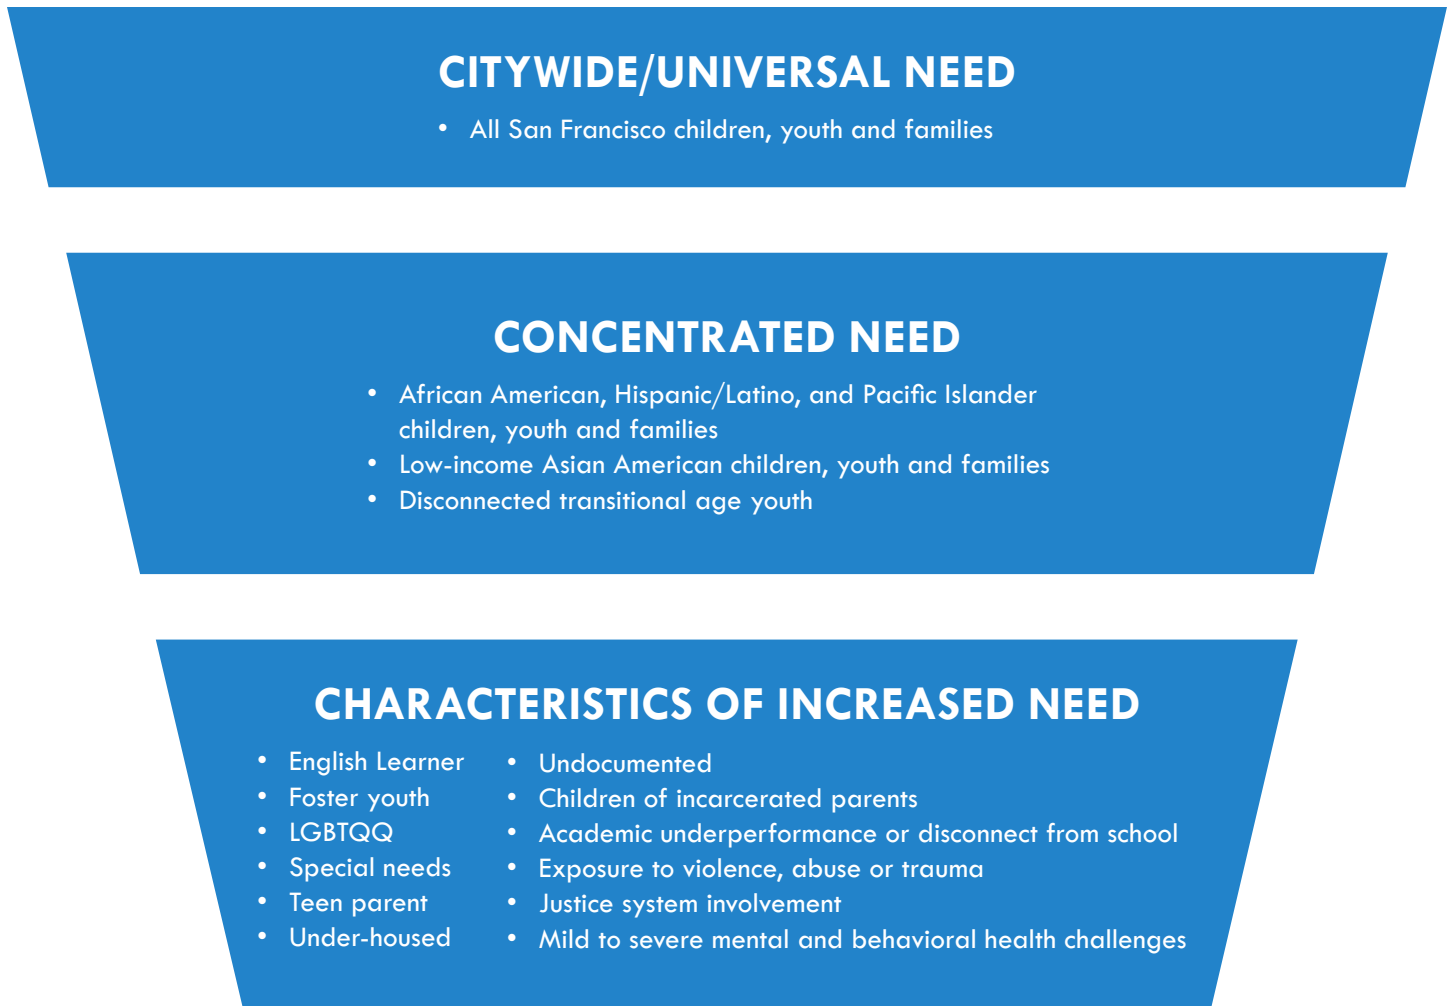 CITYWIDE/UNIVERSAL NEED
• All San Francisco children, youth and families
CONCENTRATED NEED
• African American, Hispanic/Latino, and Pacific Islander
children, youth and families
• Low-income Asian American children, youth and families
• Disconnected transitional age youth
CHARACTERISTICS OF INCREASED NEED
• English Learner
• Foster youth
• LGBTQQ
• Special needs
• Teen parent
• Under-housed
• Undocumented
• Children of incarcerated parents
• Academic underperformance or disconnect from school
• Exposure to violence, abuse or trauma
• Justice system involvement
• Mild to severe mental and behavioral health challenges